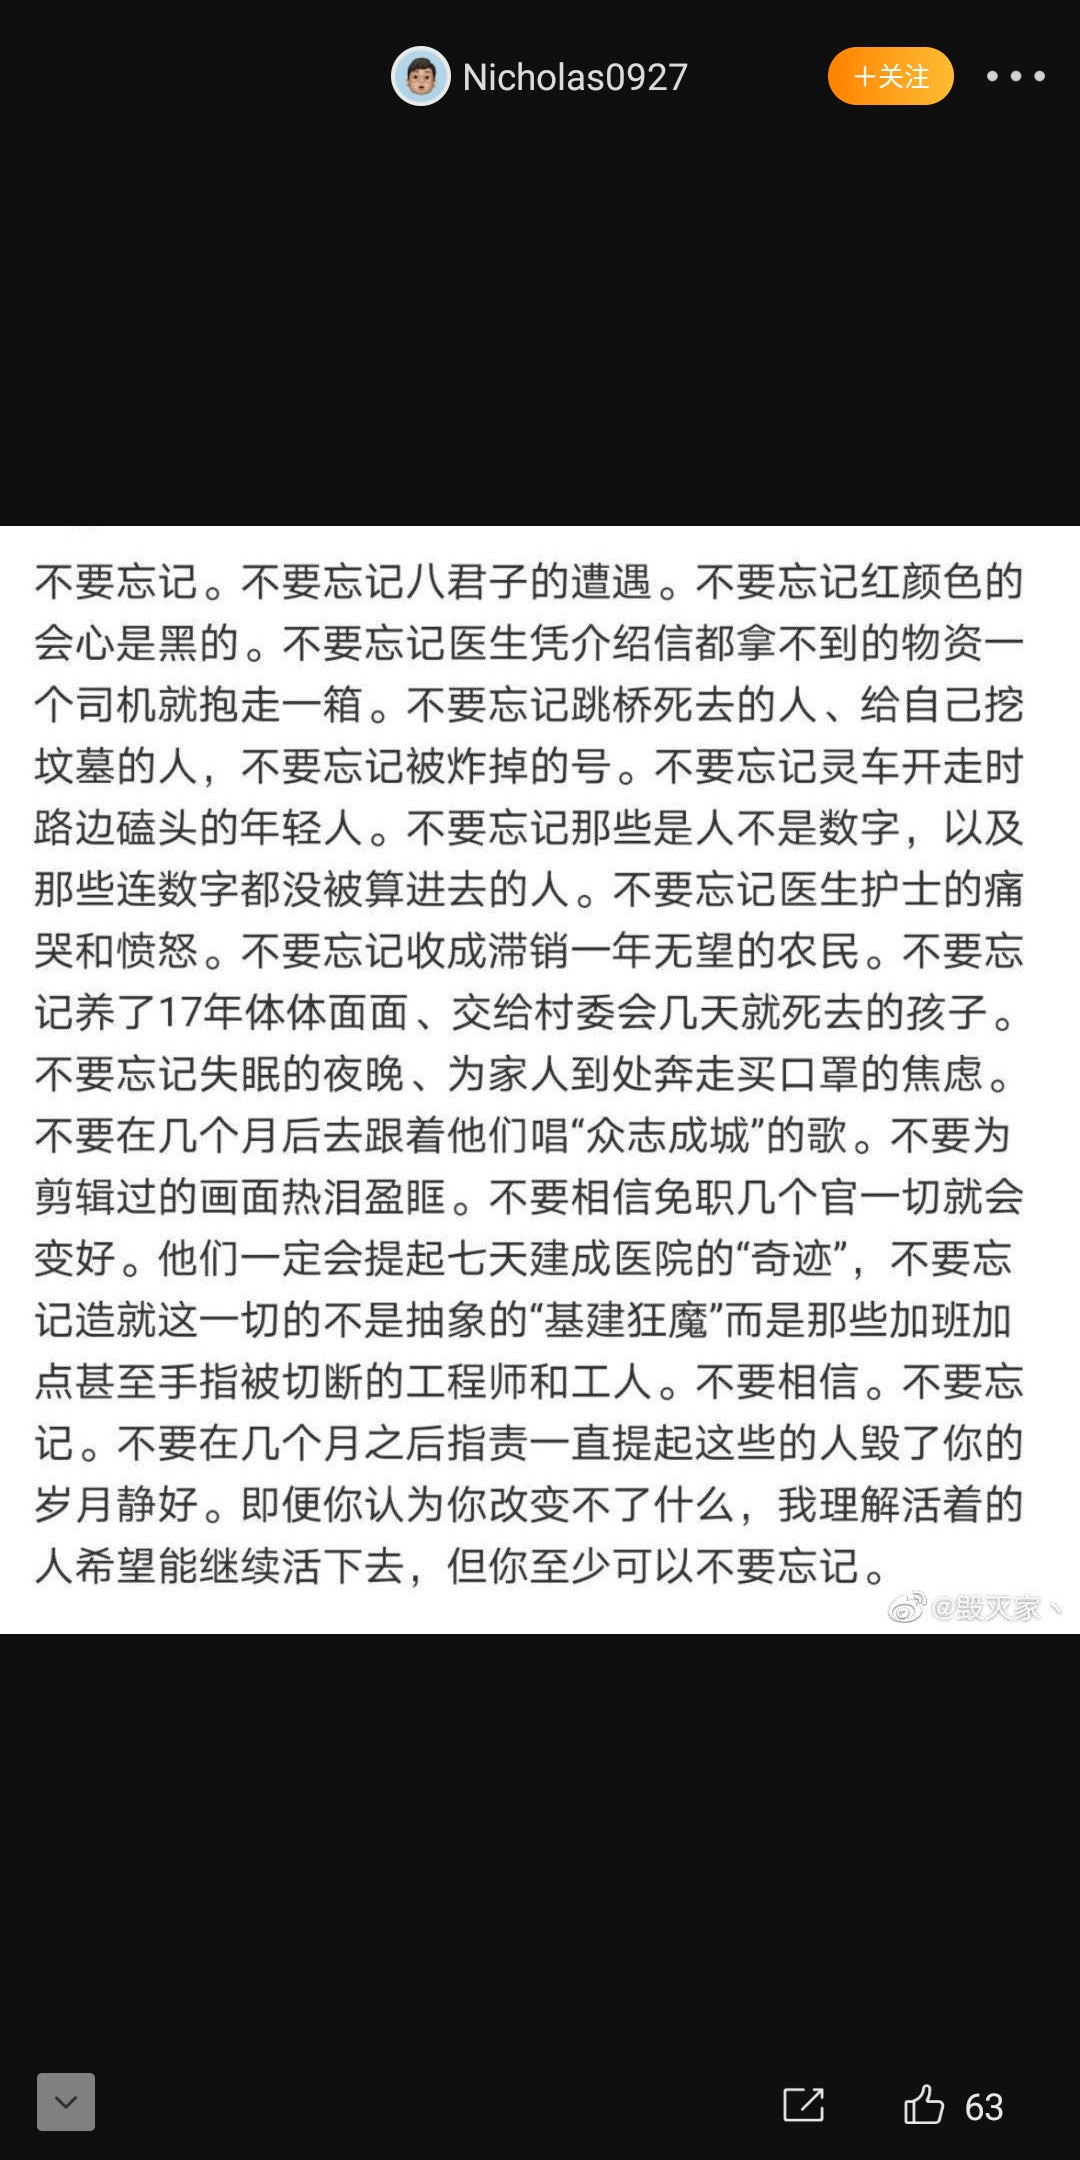 Nicholas0927
+关注
不要忘记。不要忘记八君子的遭遇。不要忘记红颜色的
会心是黑的。不要忘记医生凭介绍信都拿不到的物资一
个司机就抱走一箱。不要忘记跳桥死去的人、给自己挖
坟墓的人，不要忘记被炸掉的号。不要忘记灵车开走时
路边磕头的年轻人。不要忘记那些是人不是数字，以及
那些连数字都没被算进去的人。不要忘记医生护士的痛
哭和愤怒。不要忘记收成滞销一年无望的农民。不要忘
记养了17年体体面面、交给村委会几天就死去的孩子。
不要忘记失眠的夜晚、为家人到处奔走买口罩的焦虑。
不要在几个月后去跟着他们唱“众志成城”的歌。不要为
剪辑过的画面热泪盈眶。不要相信免职几个官一切就会
变好。他们一定会提起七天建成医院的“奇迹”，不要忘
记造就这一切的不是抽象的“基建狂魔”而是那些加班加
点甚至手指被切断的工程师和工人。不要相信。不要忘
记。不要在几个月之后指责一直提起这些的人毁了你的
岁月静好。即便你认为你改变不了什么，我理解活着的
人希望能继续活下去，但你至少可以不要忘记。
@毁灭家丶
63